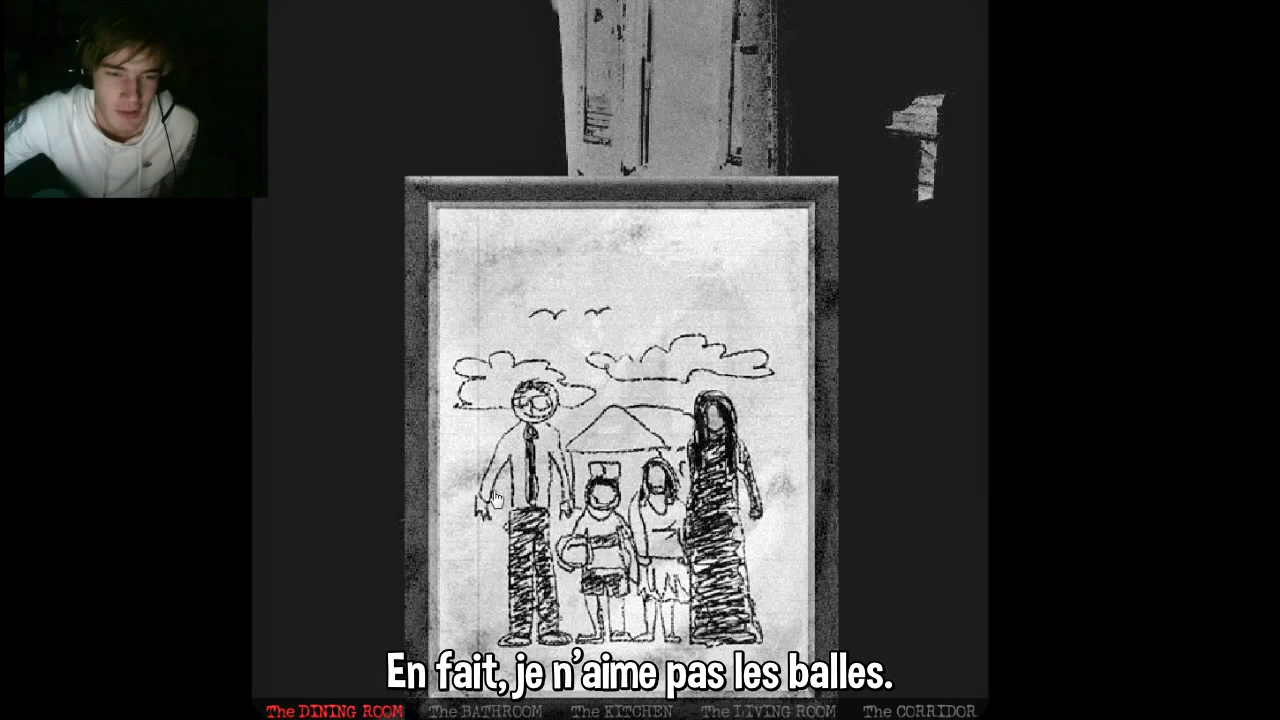 En fait, je n'aime pas les balles.
The DINING ROOM The BATHROOM The KITCHEN The LIVING ROOM The CORRIDOR